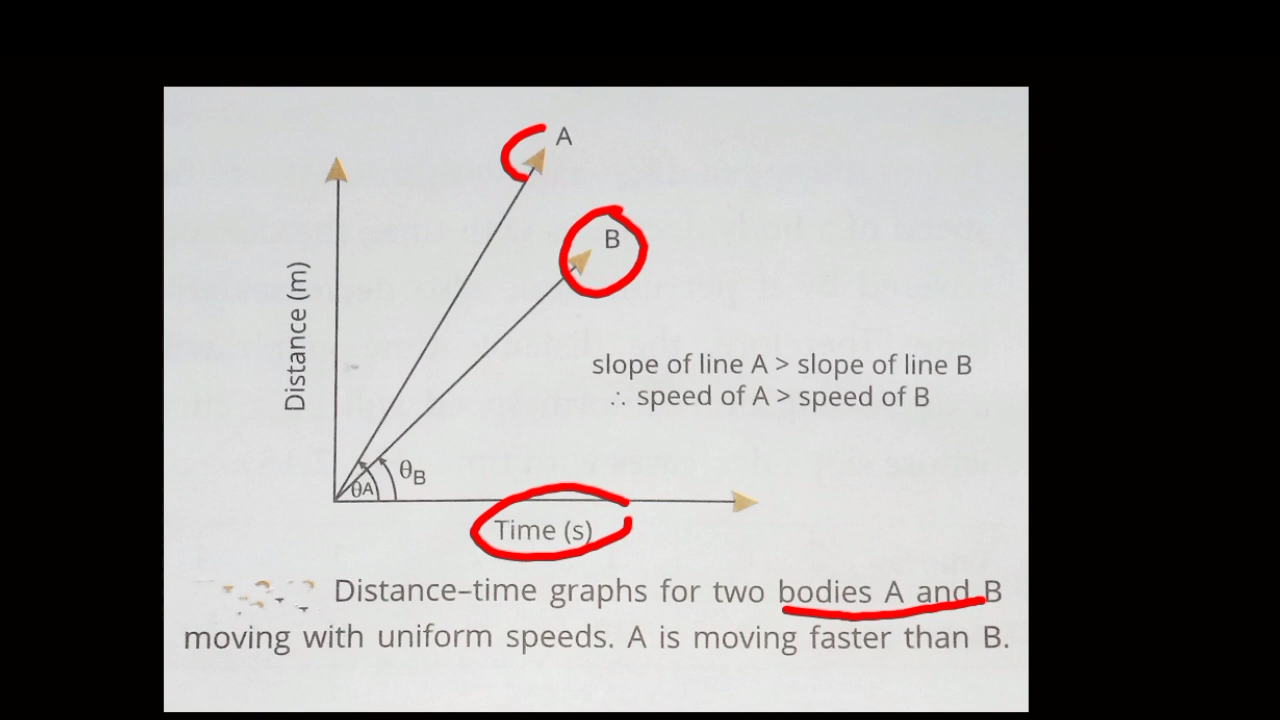 A
B
Distance (m)
slope of line A > slope of line B
∴ speed of A > speed of B
θA
θB
Time (s)
Distance–time graphs for two bodies A and B
moving with uniform speeds. A is moving faster than B.